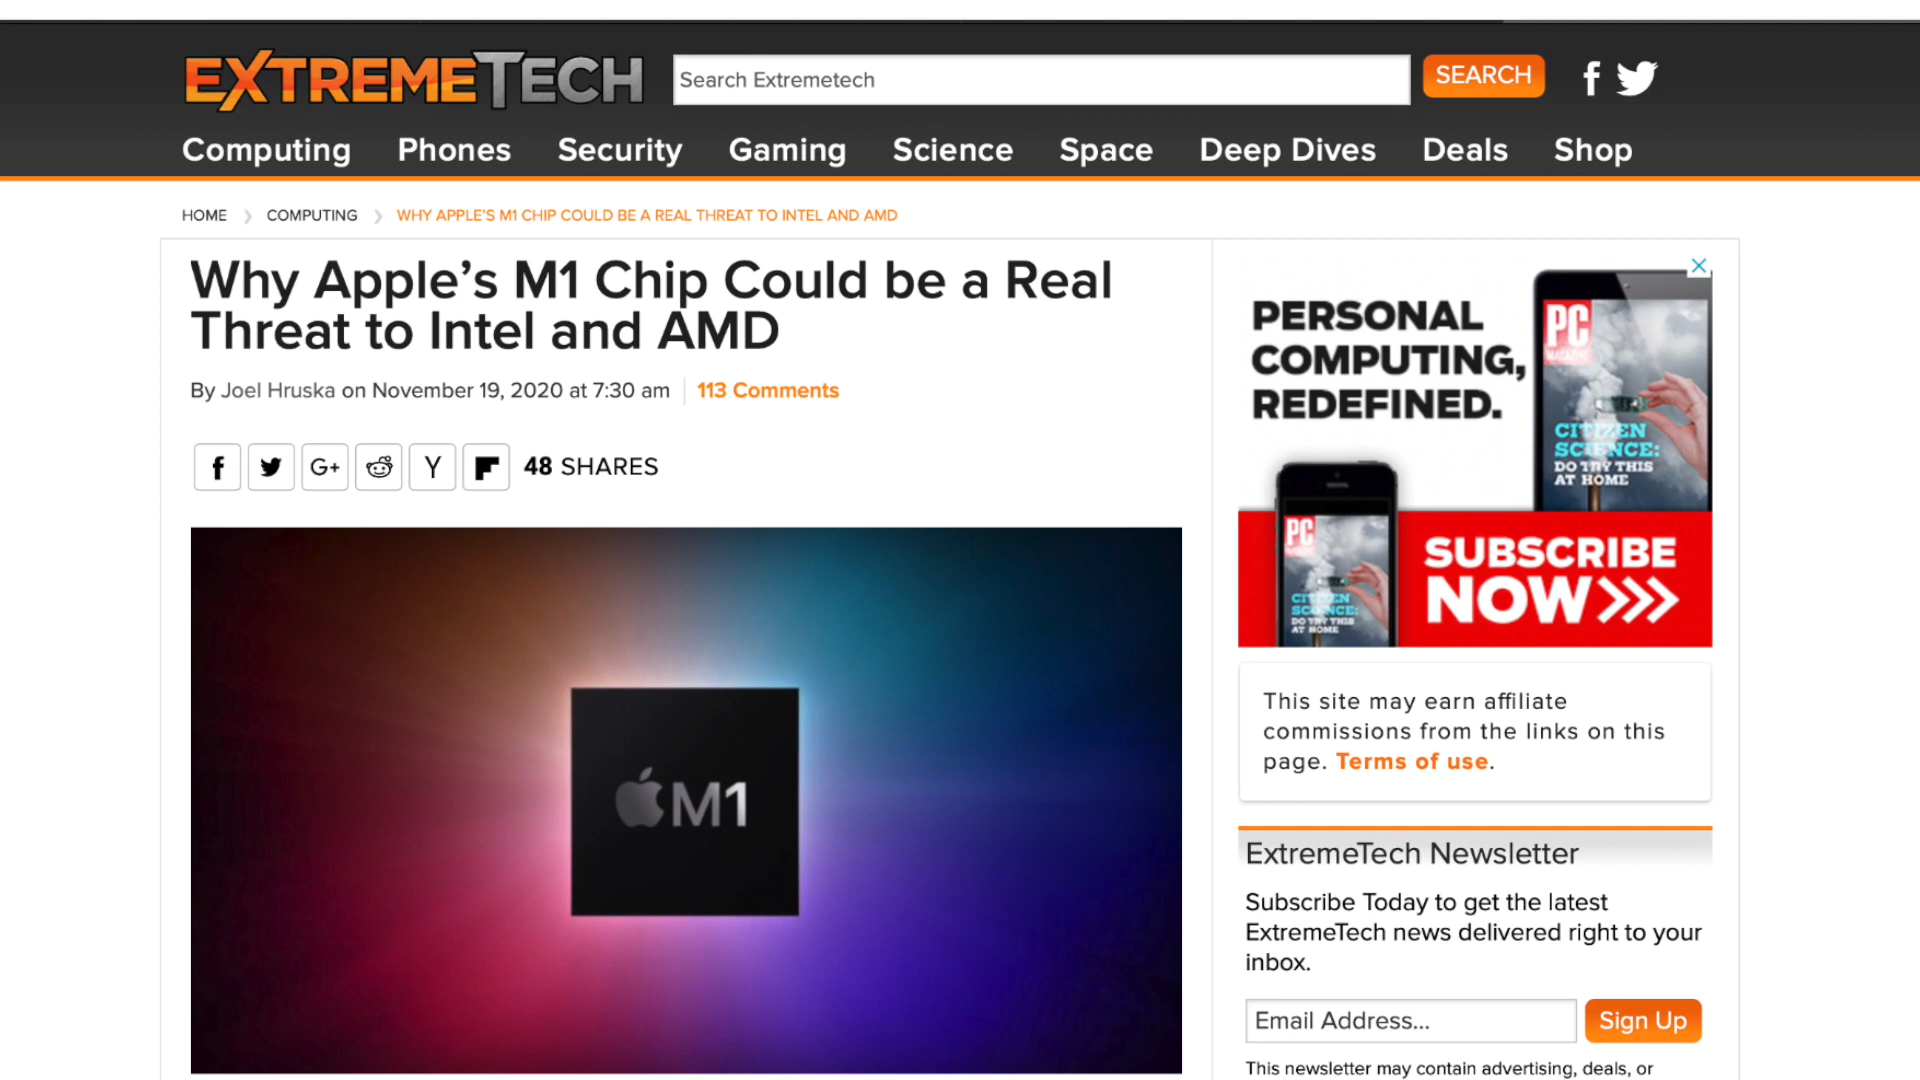 EXTREMETECH
Search Extremetech
SEARCH
Computing Phones Security Gaming Science Space Deep Dives Deals Shop
HOME COMPUTING WHY APPLE'S M1 CHIP COULD BE A REAL THREAT TO INTEL AND AMD
Why Apple's M1 Chip Could be a Real
Threat to Intel and AMD
By Joel Hruska on November 19, 2020 at 7:30 am 113 Comments
G+ Y 48 SHARES
M1
PERSONAL
COMPUTING,
REDEFINED.
PC
MAGAZINE
CITIZEN
SCIENCE:
DO TRY THIS
AT HOME
PC
CITIZEN
SCIENCE:
DO TRY THIS
AT HOME
SUBSCRIBE
NOW>>>
This site may earn affiliate
commissions from the links on this
page. Terms of use.
ExtremeTech Newsletter
Subscribe Today to get the latest
ExtremeTech news delivered right to your
inbox.
Email Address...
Sign Up
This newsletter may contain advertising, deals, or